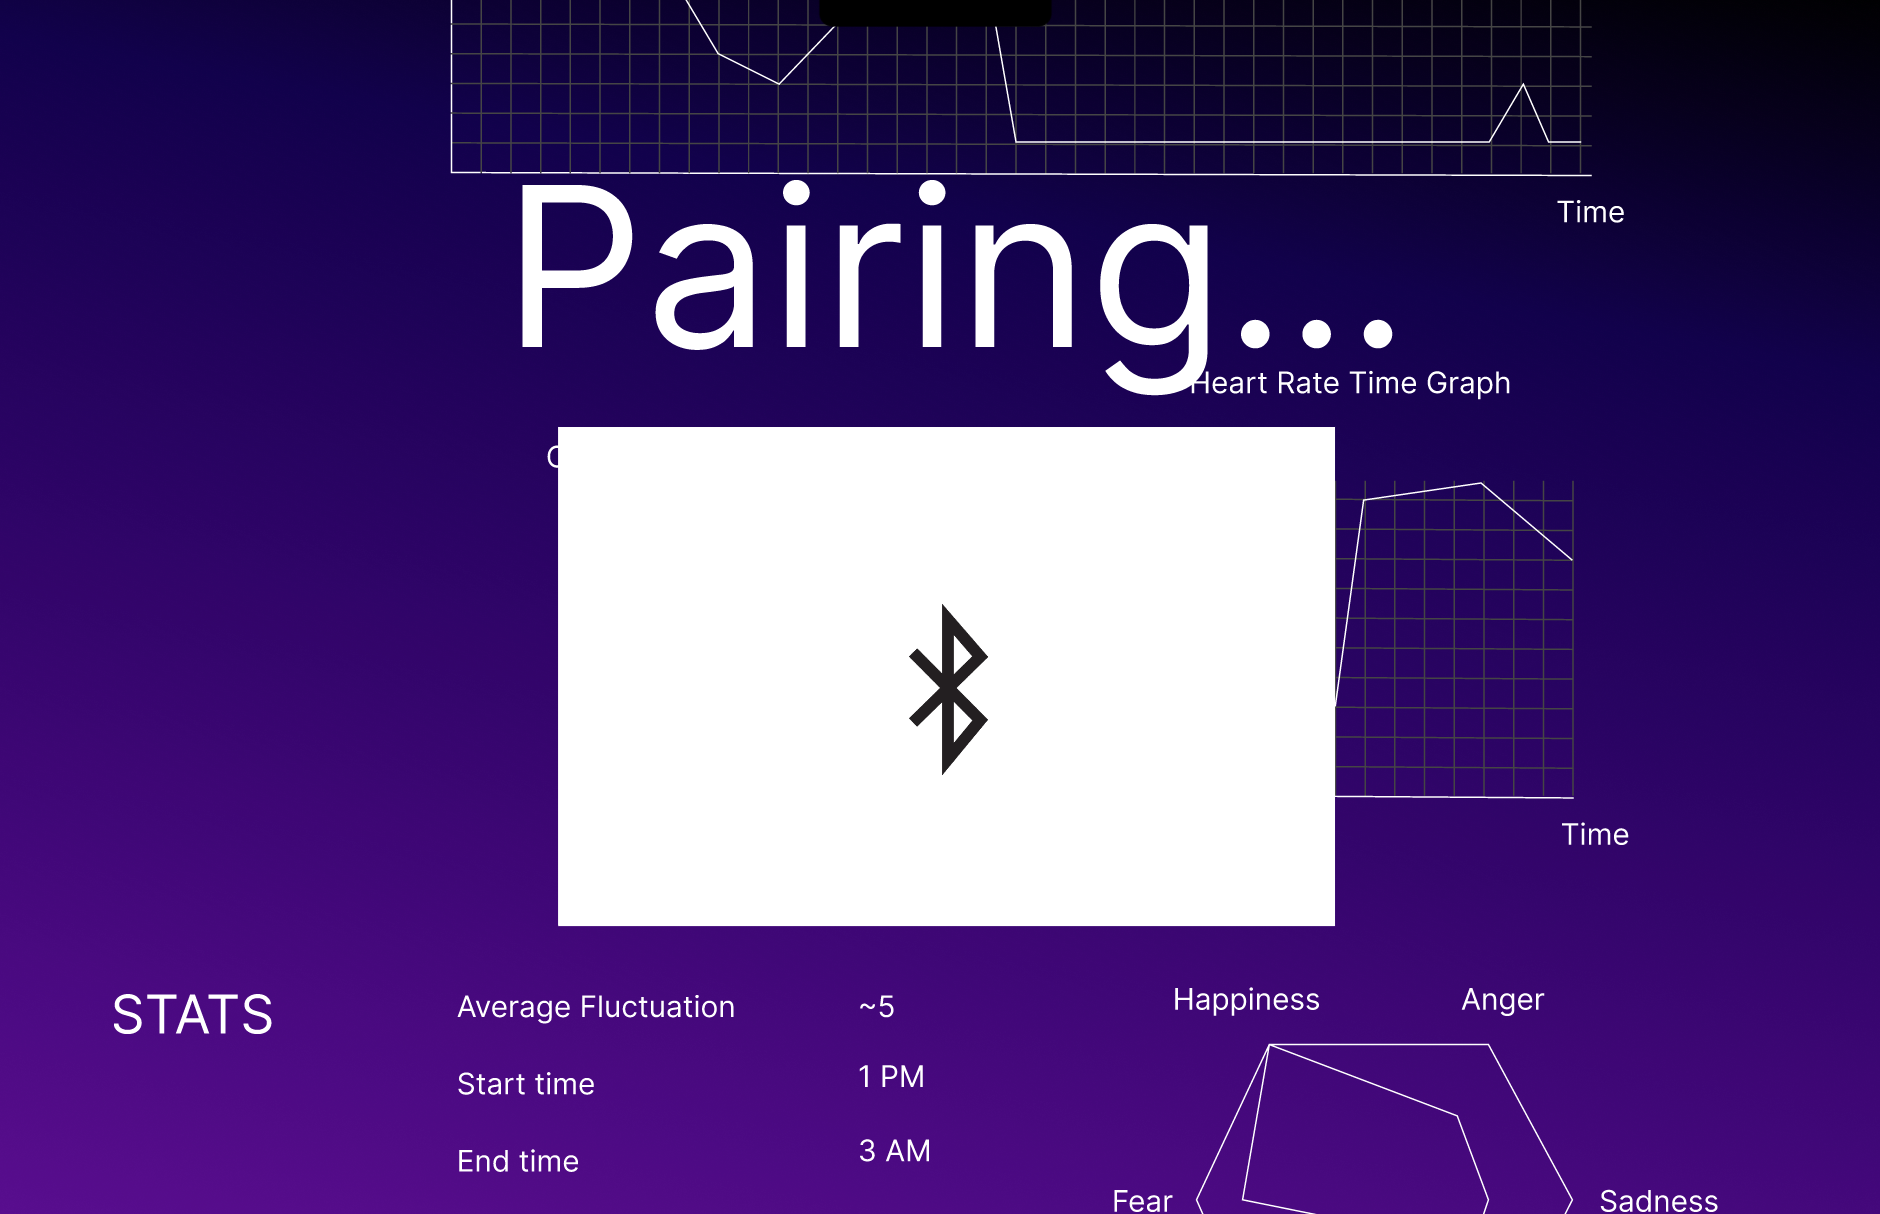 Time
Pairing...
Heart Rate Time Graph
Time
STATS
Average Fluctuation ~5
Start time 1 PM
End time 3 AM
Happiness Anger
Fear Sadness